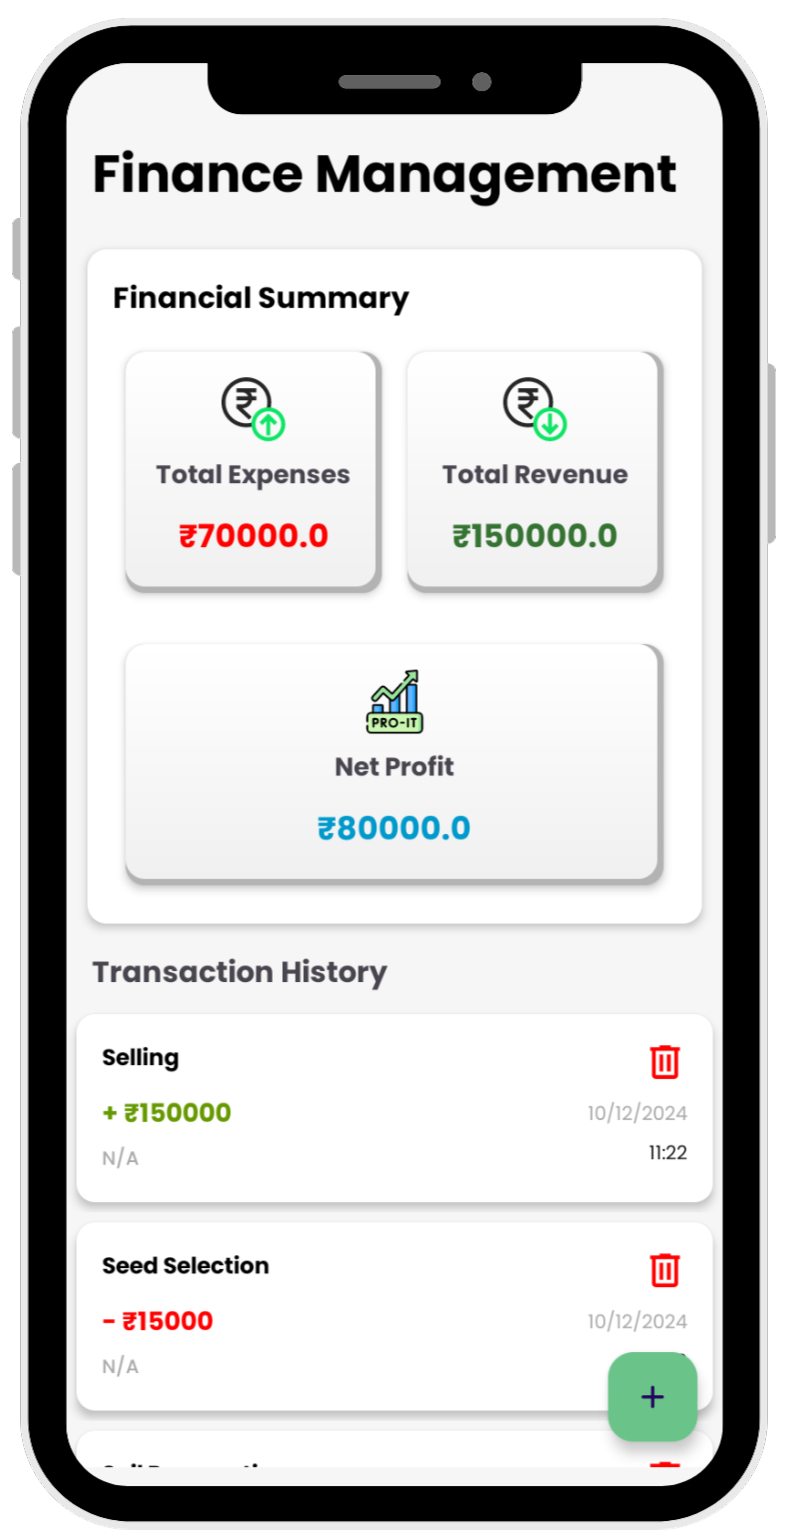 Finance Management
Financial Summary
Total Expenses
₹70000.0
Total Revenue
₹150000.0
PRO-IT
Net Profit
₹80000.0
Transaction History
Selling
+ ₹150000
10/12/2024
N/A
11:22
Seed Selection
- ₹15000
10/12/2024
N/A
+